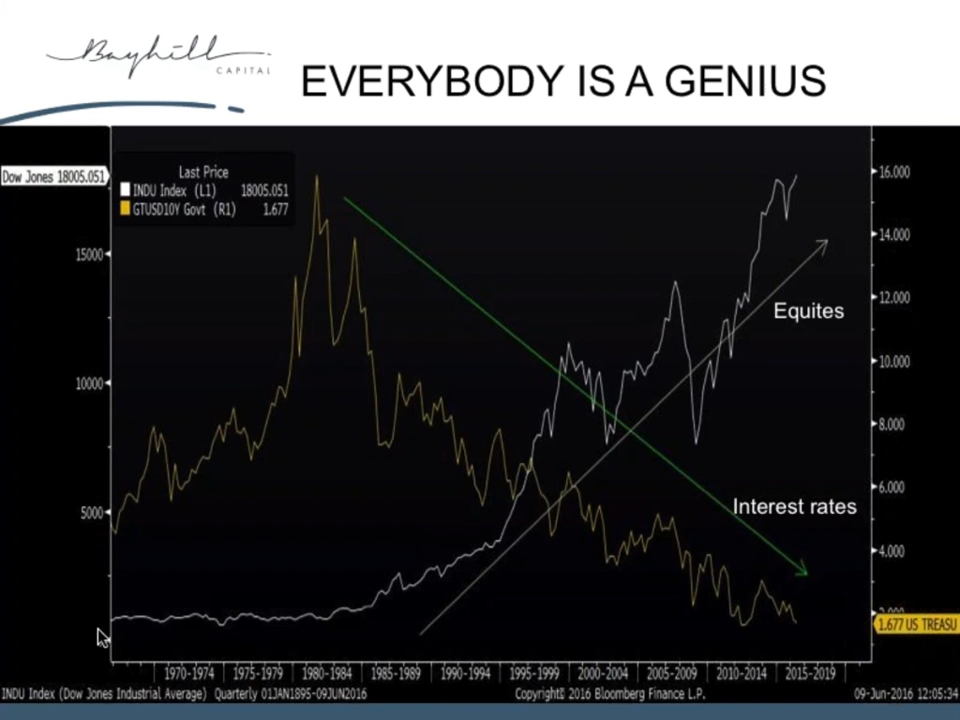 Bayhill
CAPITAL
EVERYBODY IS A GENIUS
Dow Jones 18005.051
Last Price
INDU Index (L1) 18005.051
GTUSD10Y Govt (R1) 1.677
16.000
15000
14.000
12.000
Equites
10.000
10000
8.000
6.000
Interest rates
5000
4.000
2.000
1.677 US TREASU
0
1970-1974 1975-1979 1980-1984 1985-1989 1990-1994 1995-1999 2000-2004 2005-2009 2010-2014 2015-2019
INDU Index (Dow Jones Industrial Average) Quarterly 01JAN1895-09JUN2016 Copyright© 2016 Bloomberg Finance L.P. 09-Jun-2016 12:05:34